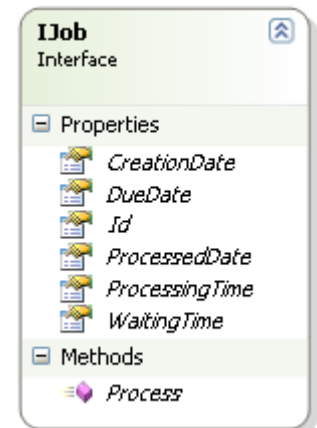 IJob
Interface
Properties
CreationDate
DueDate
Id
ProcessedDate
ProcessingTime
WaitingTime
Methods
Process